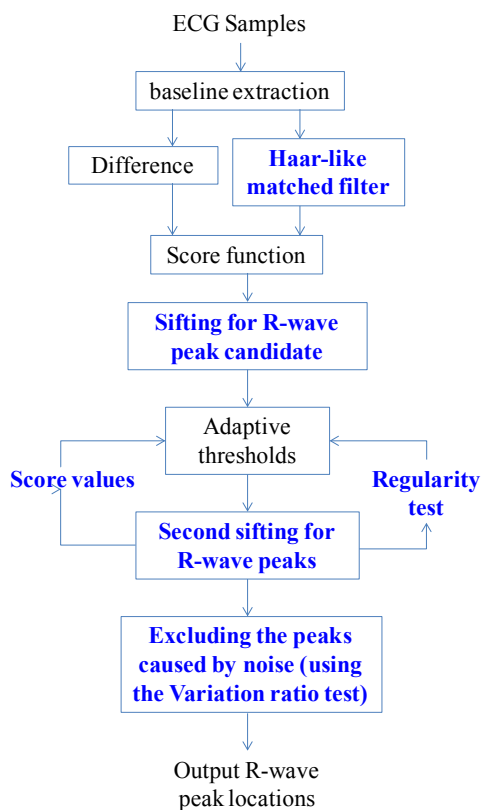 ECG Samples
baseline extraction
Difference
Haar-like
matched filter
Score function
Sifting for R-wave
peak candidate
Adaptive
thresholds
Score values
Regularity
test
Second sifting for
R-wave peaks
Excluding the peaks
caused by noise (using
the Variation ratio test)
Output R-wave
peak locations